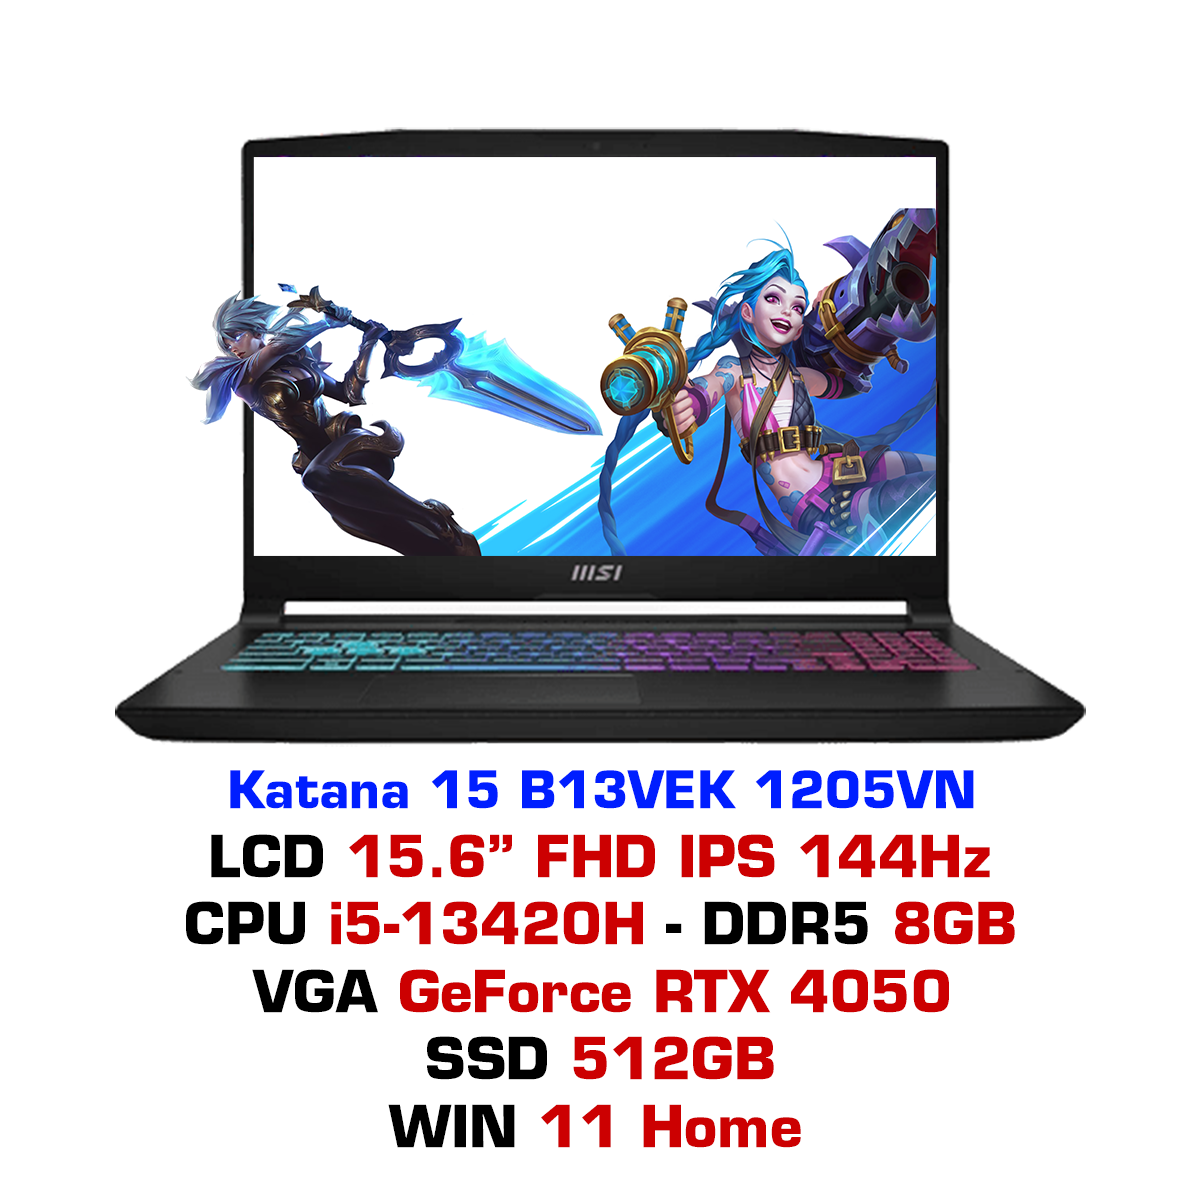 msi
Katana 15 B13VEK 1205VN
LCD 15.6” FHD IPS 144Hz
CPU i5-13420H - DDR5 8GB
VGA GeForce RTX 4050
SSD 512GB
WIN 11 Home